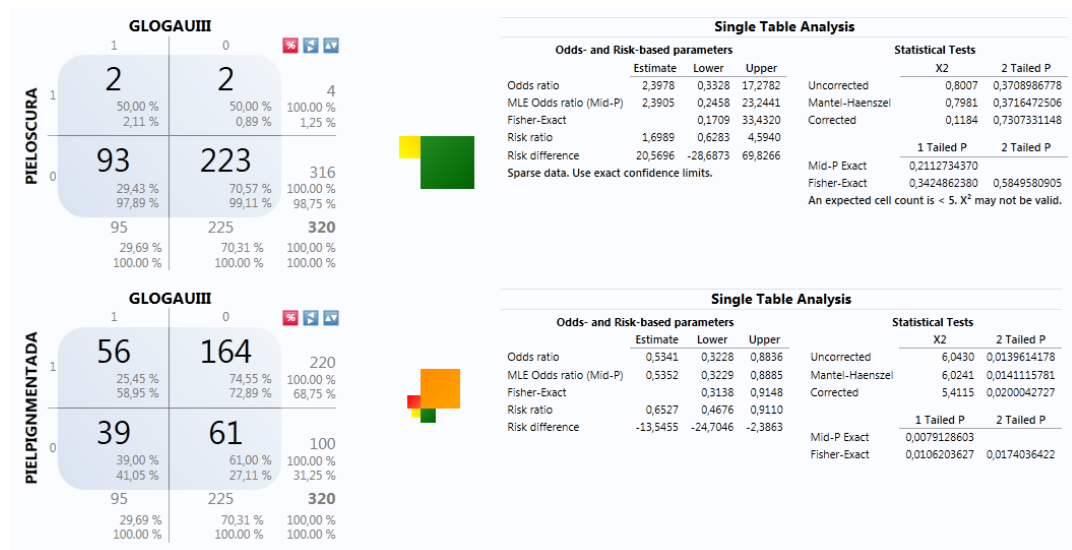 GLOGAUIII
1 0 %
PIELOSCURA
1 2 2 4
50,00 % 50,00 % 100.00 %
2,11 % 0,89 % 1,25 %
0 93 223 316
29,43 % 70,57 % 100.00 %
97,89 % 99,11 % 98,75 %
95 225 320
29,69 % 70,31 % 100,00 %
100.00 % 100.00 % 100.00 %
Single Table Analysis
Odds- and Risk-based parameters
Estimate Lower Upper
Odds ratio 2,3978 0,3328 17,2782
MLE Odds ratio (Mid-P) 2,3905 0,2458 23,2441
Fisher-Exact 0,1709 33,4320
Risk ratio 1,6989 0,6283 4,5940
Risk difference 20,5696 -28,6873 69,8266
Sparse data. Use exact confidence limits.
Statistical Tests
X2 2 Tailed P
Uncorrected 0,8007 0,3708986778
Mantel-Haenszel 0,7981 0,3716472506
Corrected 0,1184 0,7307331148
1 Tailed P 2 Tailed P
Mid-P Exact 0,2112734370
Fisher-Exact 0,3424862380 0,5849580905
An expected cell count is < 5. X² may not be valid.
GLOGAUIII
1 0 %
PIELPIGNMENTADA
1 56 164 220
25,45 % 74,55 % 100.00 %
58,95 % 72,89 % 68,75 %
0 39 61 100
39,00 % 61,00 % 100.00 %
41,05 % 27,11 % 31,25 %
95 225 320
29,69 % 70,31 % 100,00 %
100.00 % 100.00 % 100.00 %
Single Table Analysis
Odds- and Risk-based parameters
Estimate Lower Upper
Odds ratio 0,5341 0,3228 0,8836
MLE Odds ratio (Mid-P) 0,5352 0,3229 0,8885
Fisher-Exact 0,3138 0,9148
Risk ratio 0,6527 0,4676 0,9110
Risk difference -13,5455 -24,7046 -2,3863
Statistical Tests
X2 2 Tailed P
Uncorrected 6,0430 0,0139614178
Mantel-Haenszel 6,0241 0,0141115781
Corrected 5,4115 0,0200042727
1 Tailed P 2 Tailed P
Mid-P Exact 0,0079128603
Fisher-Exact 0,0106203627 0,0174036422